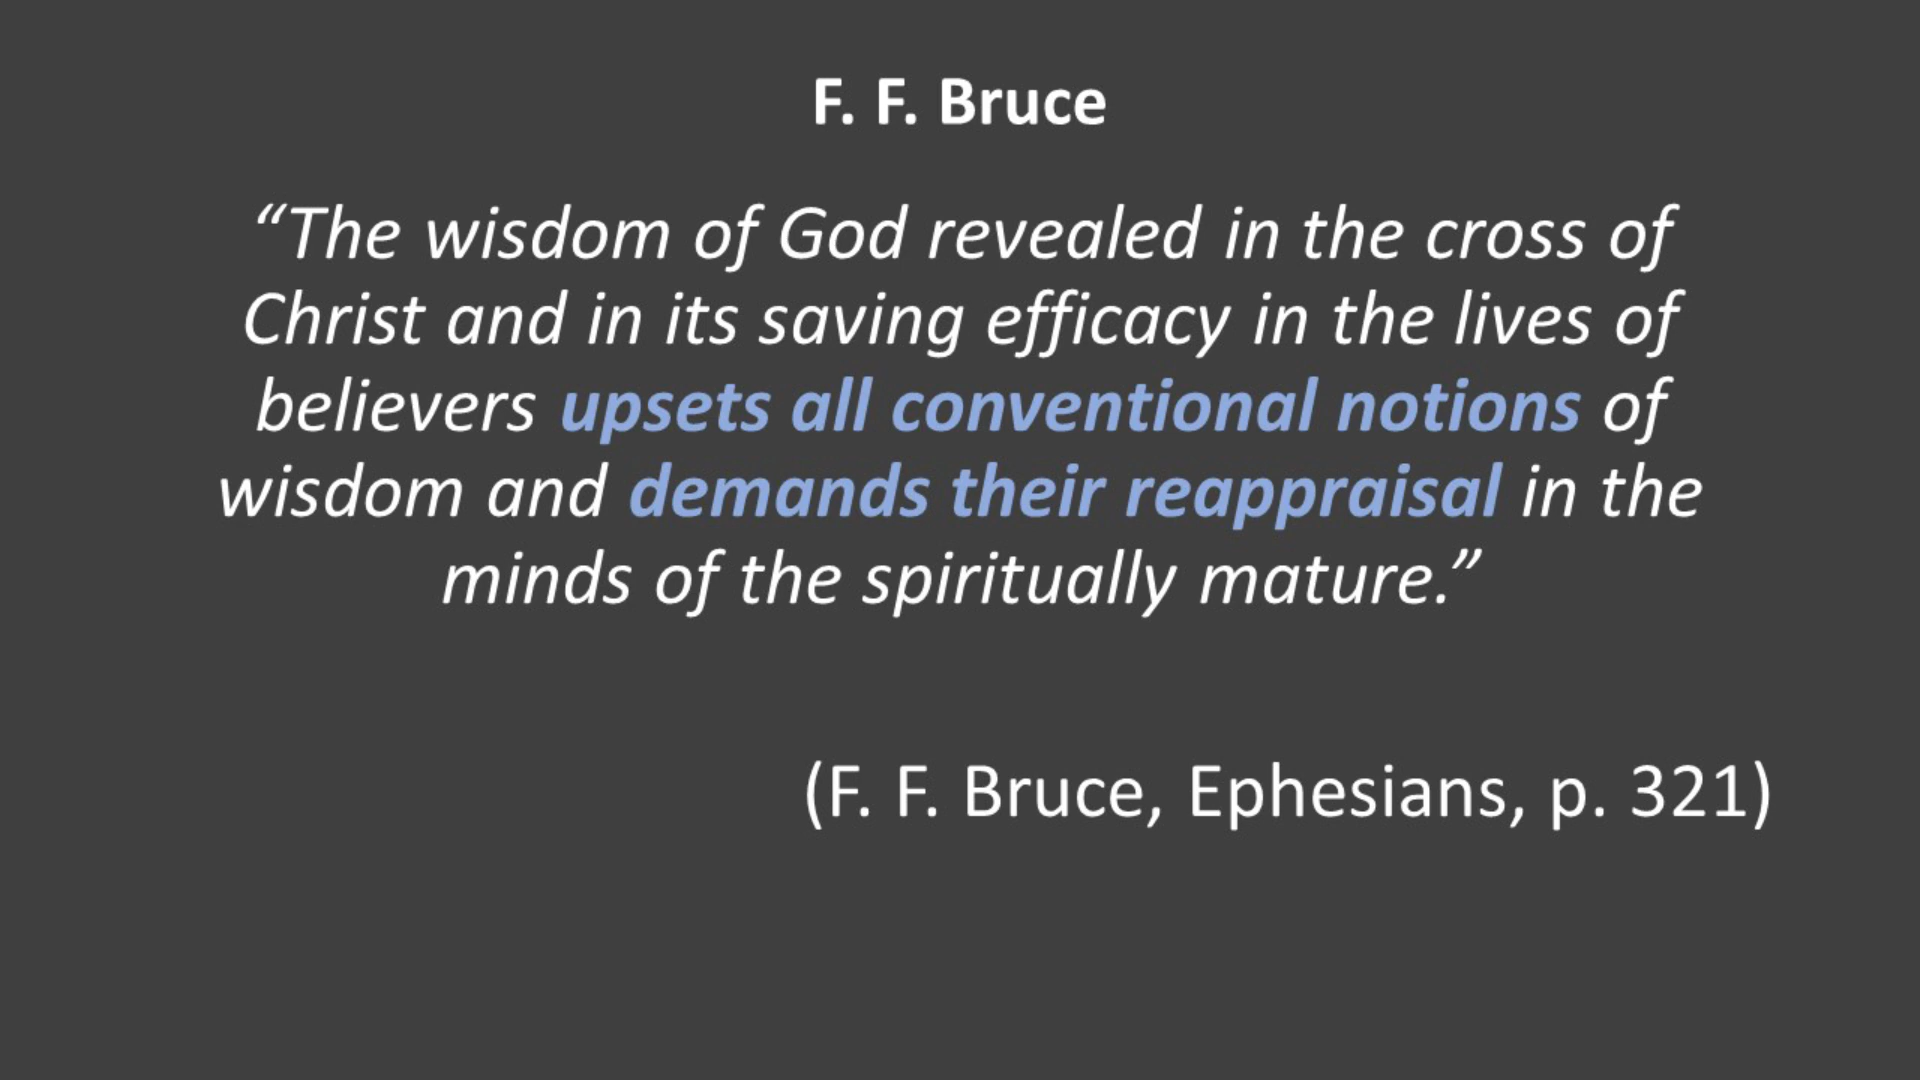 F. F. Bruce
“The wisdom of God revealed in the cross of
Christ and in its saving efficacy in the lives of
believers upsets all conventional notions of
wisdom and demands their reappraisal in the
minds of the spiritually mature.”
(F. F. Bruce, Ephesians, p. 321)